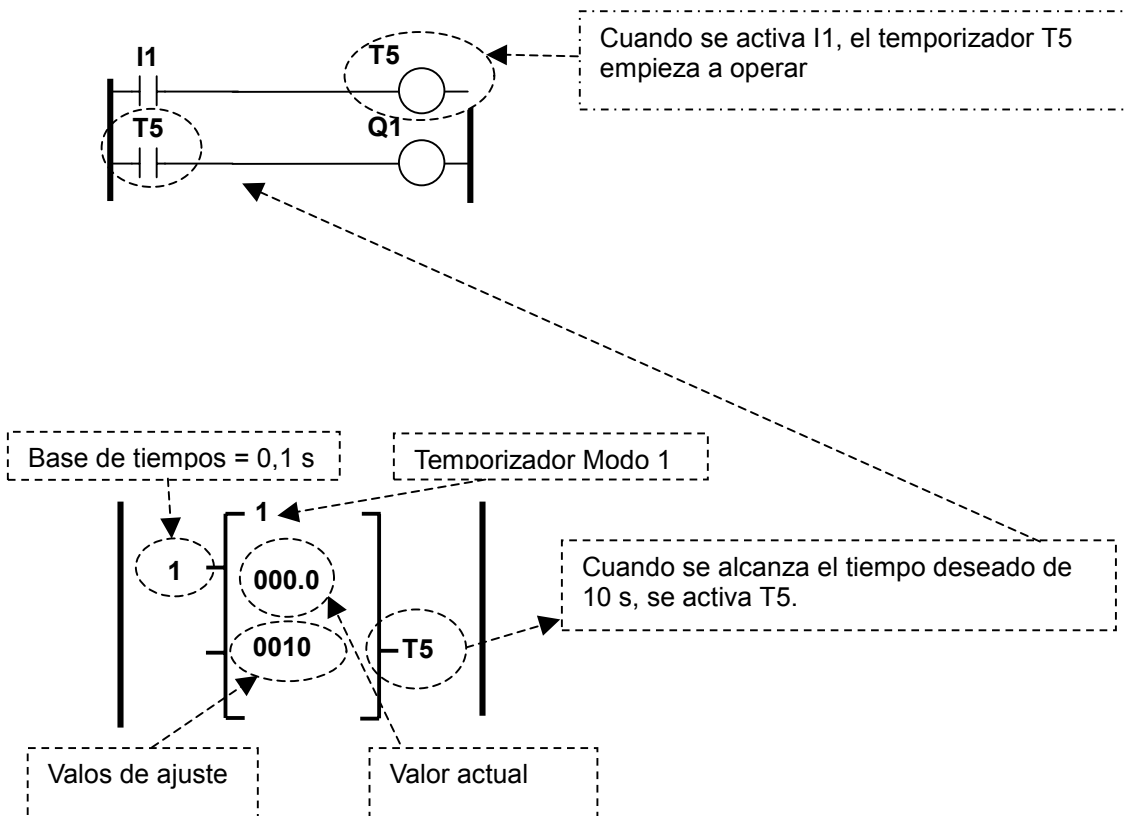 I1
T5
Cuando se activa I1, el temporizador T5
empieza a operar
T5
Q1
Base de tiempos = 0,1 s
Temporizador Modo 1
1
1
000.0
0010
T5
Cuando se alcanza el tiempo deseado de
10 s, se activa T5.
Valos de ajuste
Valor actual